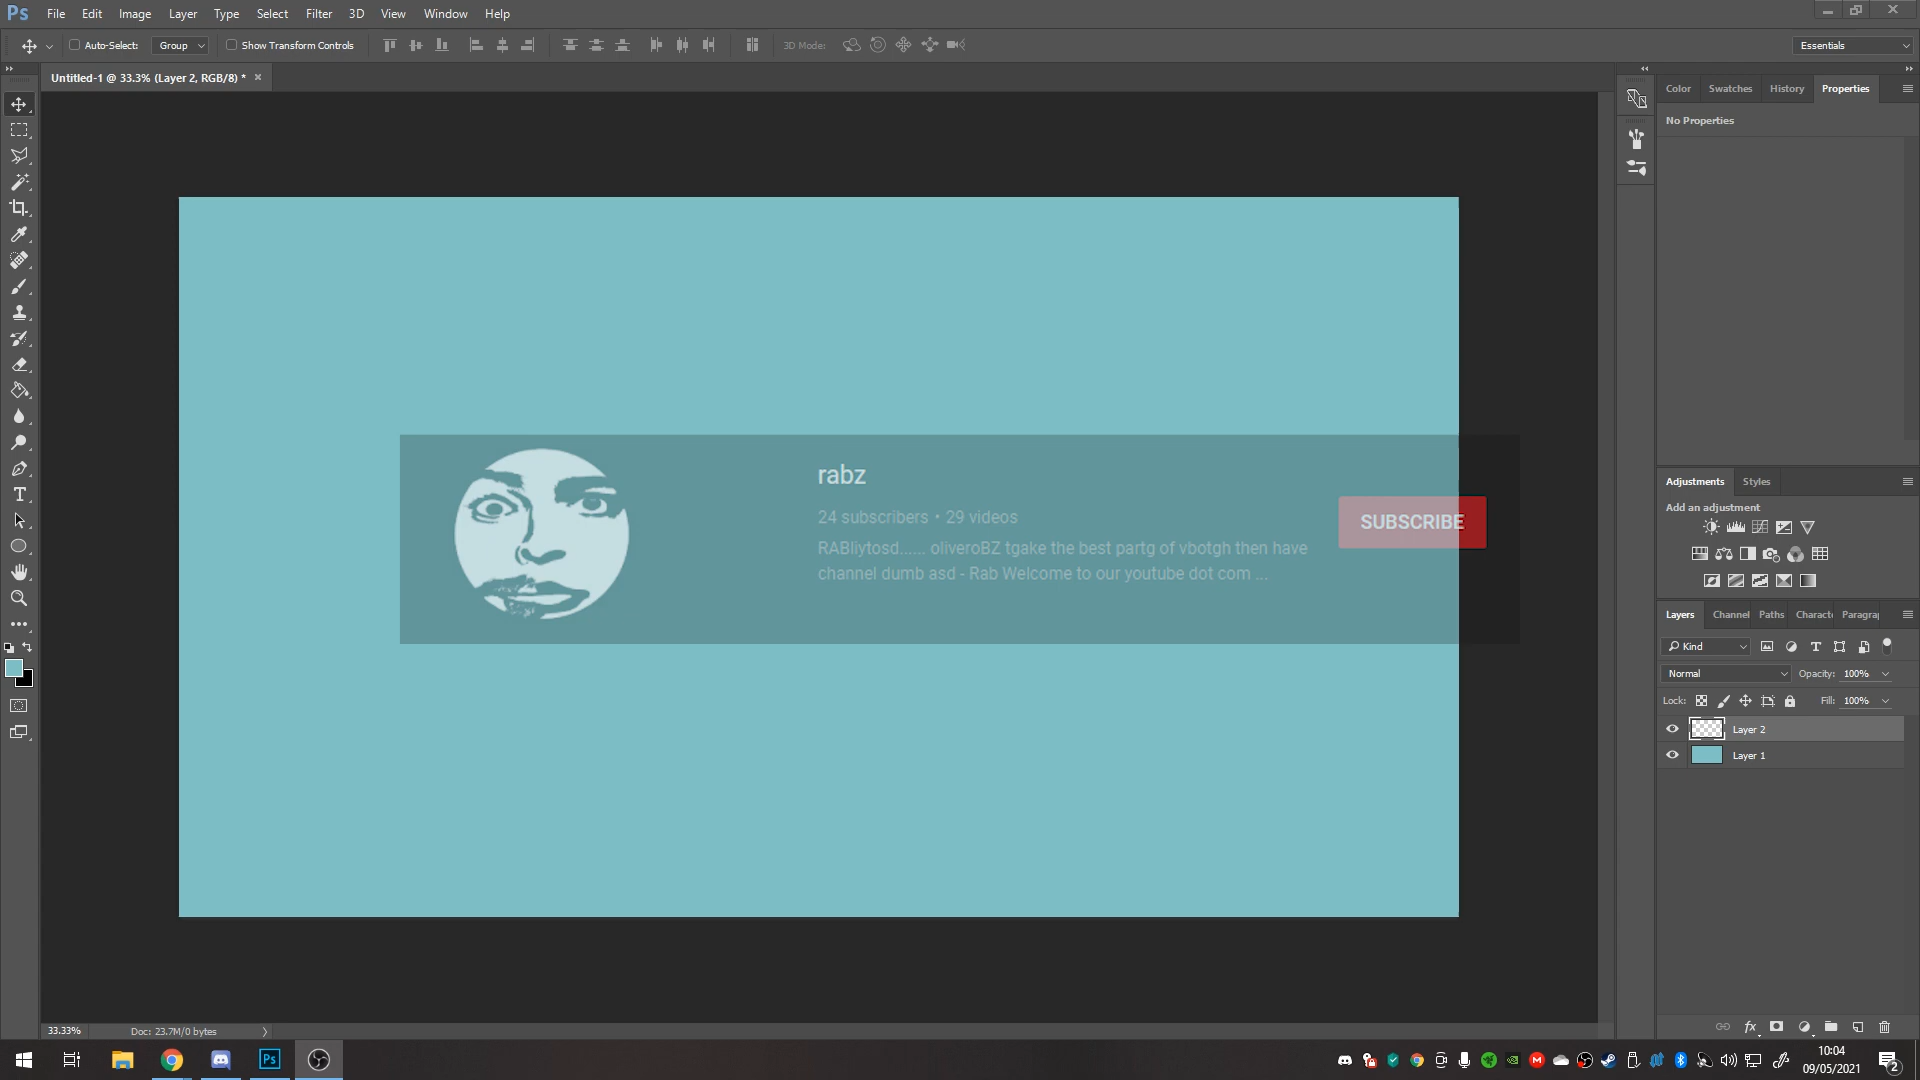 Ps File Edit Image Layer Type Select Filter 3D View Window Help
Auto-Select: Group Show Transform Controls 3D Mode: Essentials
Untitled-1 @ 33.3% (Layer 2, RGB/8) * ×
Color Swatches History Properties
No Properties
rabz
24 subscribers • 29 videos
RABliytosd...... oliveroBZ tgake the best partg of vbotgh then have
channel dumb asd - Rab Welcome to our youtube dot com ...
SUBSCRIBE
Adjustments Styles
Add an adjustment
Layers Channel Paths Characte Paragra
Kind
Normal Opacity: 100%
Lock: Fill: 100%
Layer 2
Layer 1
33.33% Doc: 23.7M/0 bytes
Ps
10:04
09/05/2021
2